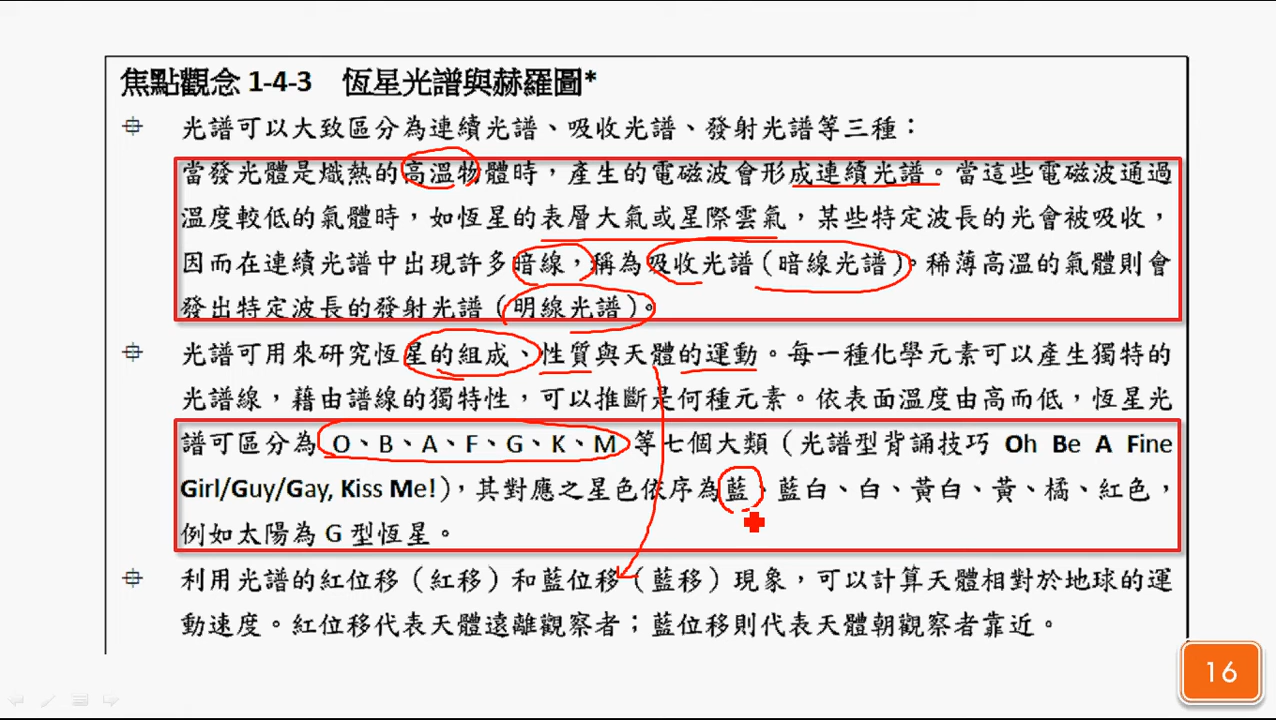 焦點觀念 1-4-3 恆星光譜與赫羅圖*
光譜可以大致區分為連續光譜、吸收光譜、發射光譜等三種：
當發光體是熾熱的高溫物體時，產生的電磁波會形成連續光譜。當這些電磁波通過
溫度較低的氣體時，如恆星的表層大氣或星際雲氣，某些特定波長的光會被吸收，
因而在連續光譜中出現許多暗線，稱為吸收光譜（暗線光譜）。稀薄高溫的氣體則會
發出特定波長的發射光譜（明線光譜）。
光譜可用來研究恆星的組成、性質與天體的運動。每一種化學元素可以產生獨特的
光譜線，藉由譜線的獨特性，可以推斷是何種元素。依表面溫度由高而低，恆星光
譜可區分為 O、B、A、F、G、K、M 等七個大類（光譜型背誦技巧 Oh Be A Fine
Girl/Guy/Gay, Kiss Me!），其對應之星色依序為藍、藍白、白、黃白、黃、橘、紅色，
例如太陽為 G 型恆星。
利用光譜的紅位移（紅移）和藍位移（藍移）現象，可以計算天體相對於地球的運
動速度。紅位移代表天體遠離觀察者；藍位移則代表天體朝觀察者靠近。
16